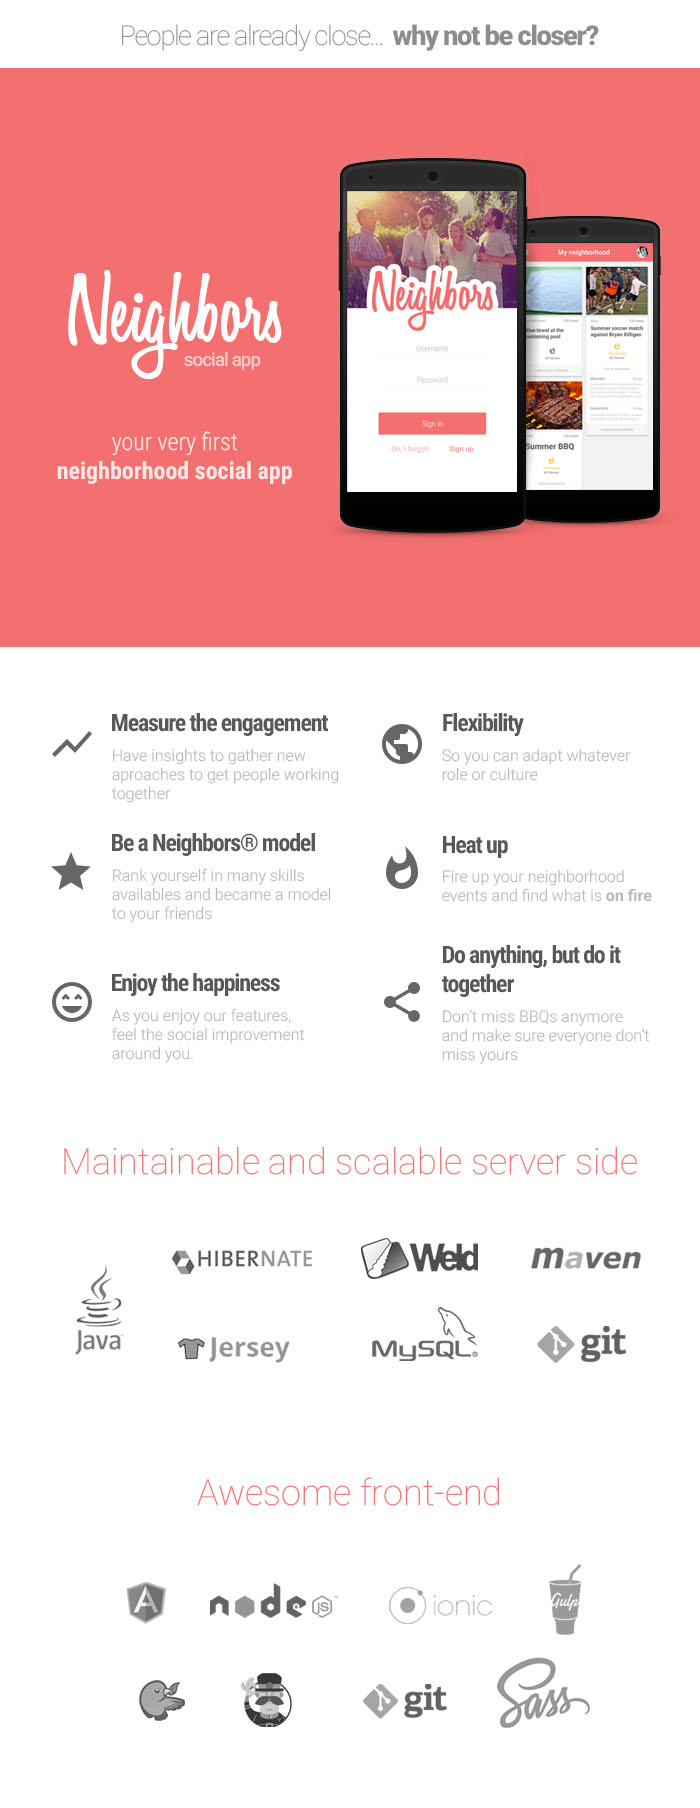 People are already close... why not be closer?
Neighbors
social app
your very first
neighborhood social app
Neighbors
Username
Password
Sign in
Oh, I forgot!
Sign up
My neighborhood
Blue towel at the
swimming pool
Summer soccer match
against Bryan Killigan
Summer BBQ
Measure the engagement
Have insights to gather new
aproaches to get people working
together
Flexibility
So you can adapt whatever
role or culture
Be a Neighbors® model
Rank yourself in many skills
availables and became a model
to your friends
Heat up
Fire up your neighborhood
events and find what is on fire
Enjoy the happiness
As you enjoy our features,
feel the social improvement
around you.
Do anything, but do it
together
Don't miss BBQs anymore
and make sure everyone don't
miss yours
Maintainable and scalable server side
Java
HIBERNATE
Weld
maven
Jersey
MySQL®
git
Awesome front-end
A
node
JS
ionic
Gulp
git
Sass